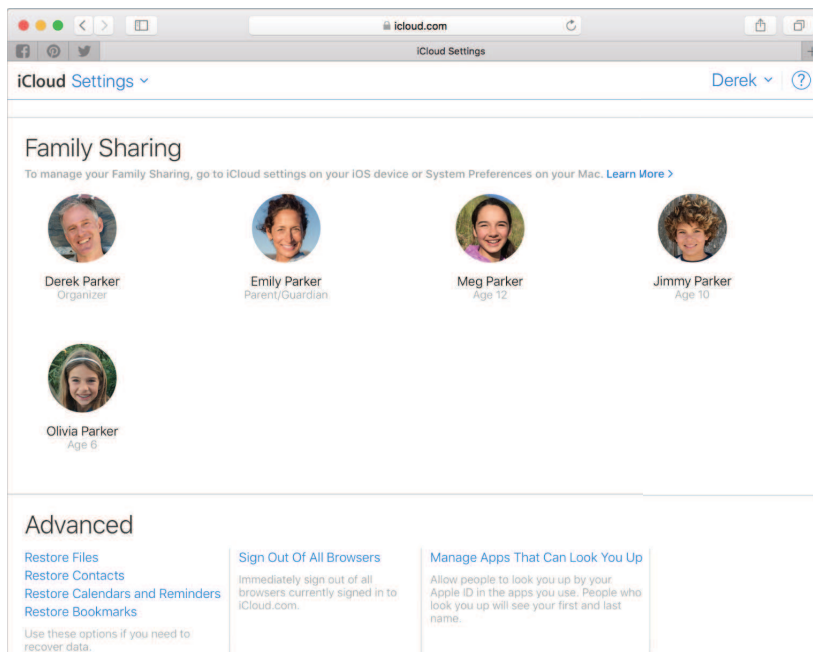 icloud.com
iCloud Settings
iCloud Settings
Derek
?
Family Sharing
To manage your Family Sharing, go to iCloud settings on your iOS device or System Preferences on your Mac. Learn More >
Derek Parker
Organizer
Emily Parker
Parent/Guardian
Meg Parker
Age 12
Jimmy Parker
Age 10
Olivia Parker
Age 6
Advanced
Restore Files
Restore Contacts
Restore Calendars and Reminders
Restore Bookmarks
Use these options if you need to
recover data.
Sign Out Of All Browsers
Immediately sign out of all
browsers currently signed in to
iCloud.com.
Manage Apps That Can Look You Up
Allow people to look you up by your
Apple ID in the apps you use. People who
look you up will see your first and last
name.